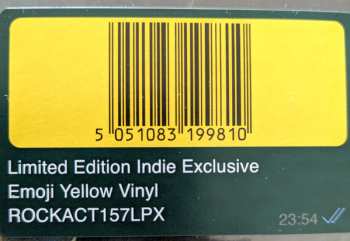 5 051083 199810
Limited Edition Indie Exclusive
Emoji Yellow Vinyl
ROCKACT157LPX
23:54